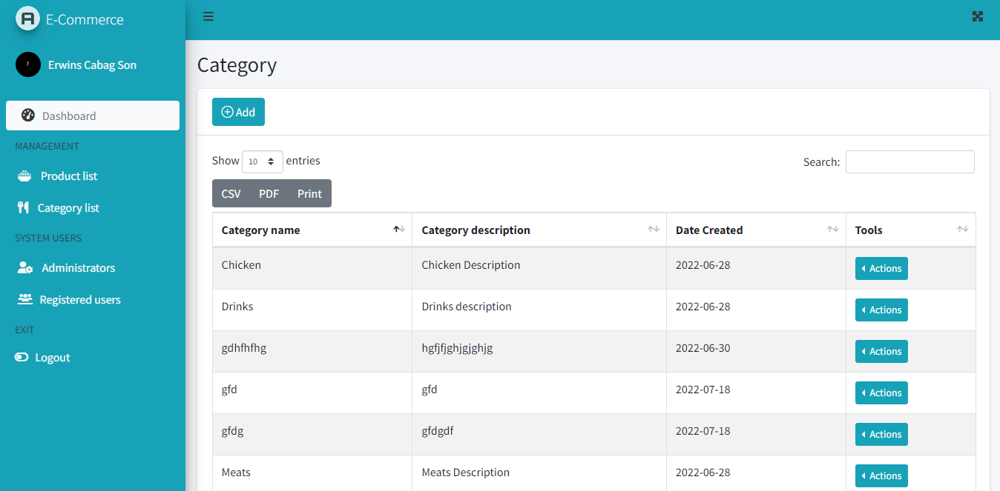 E-Commerce
Erwins Cabag Son
Dashboard
MANAGEMENT
Product list
Category list
SYSTEM USERS
Administrators
Registered users
EXIT
Logout
Category
Add
Show 10 entries
Search:
CSV PDF Print
Category name Category description Date Created Tools
Chicken Chicken Description 2022-06-28 Actions
Drinks Drinks description 2022-06-28 Actions
gdhfhfhg hgfjfjghjgjghjg 2022-06-30 Actions
gfd gfd 2022-07-18 Actions
gfdg gfdgdf 2022-07-18 Actions
Meats Meats Description 2022-06-28 Actions